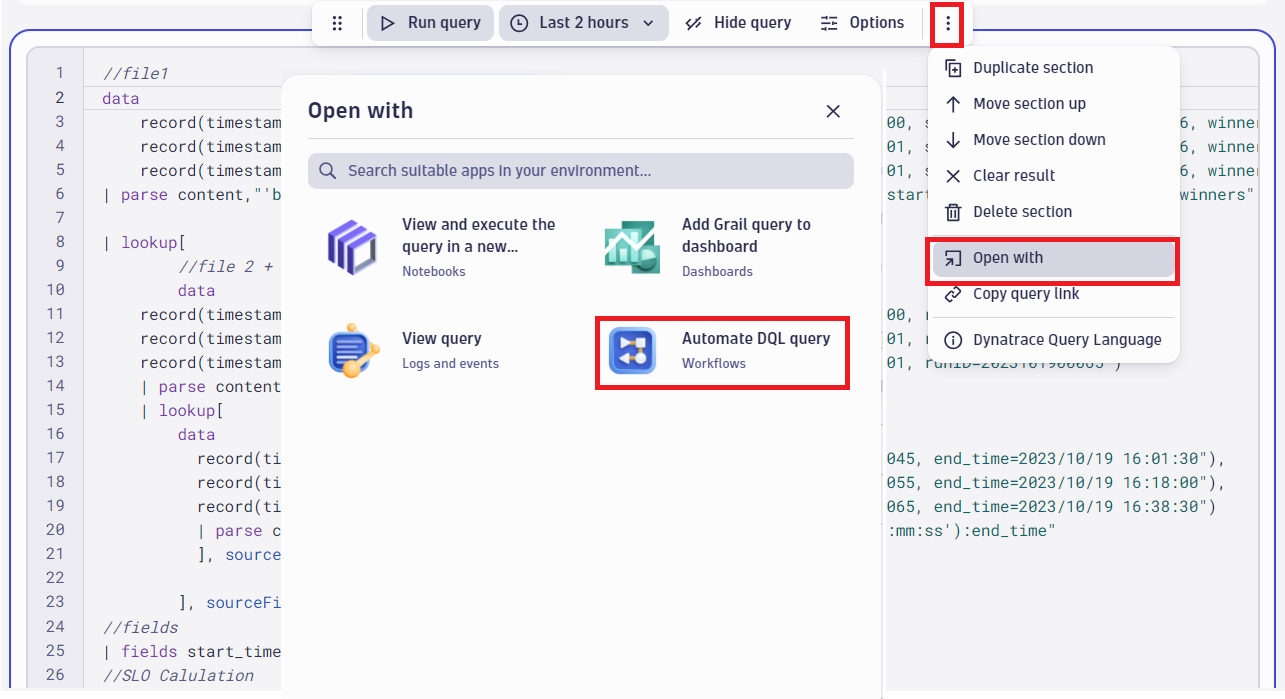 Run query
Last 2 hours
Hide query
Options
Duplicate section
Move section up
Move section down
Clear result
Delete section
Open with
Copy query link
Dynatrace Query Language
Open with
Search suitable apps in your environment...
View and execute the
query in a new...
Notebooks
Add Grail query to
dashboard
Dashboards
View query
Logs and events
Automate DQL query
Workflows
1 //file1
2 data
3 record(timestam 00, s 6, winner
4 record(timestam 01, s 6, winner
5 record(timestam 01, s 6, winner
6 | parse content,"'b start winners"
7
8 | lookup[
9 //file 2 +
10 data
11 record(timestam 00, r
12 record(timestam 01, r
13 record(timestam 01, runID=2023101900065")
14 | parse content
15 | lookup[
16 data
17 record(ti 045, end_time=2023/10/19 16:01:30"),
18 record(ti 055, end_time=2023/10/19 16:18:00"),
19 record(ti 065, end_time=2023/10/19 16:38:30")
20 | parse c :mm:ss'):end_time"
21 ], source
22
23 ], sourceFi
24 //fields
25 | fields start_time
26 //SLO Calulation